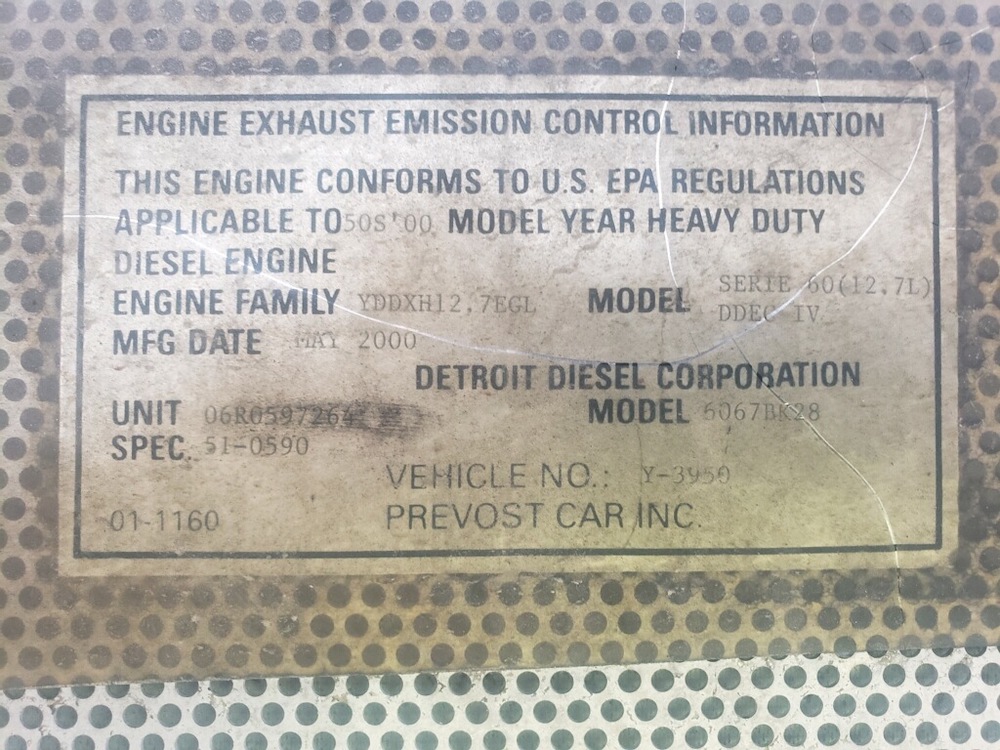 ENGINE EXHAUST EMISSION CONTROL INFORMATION
THIS ENGINE CONFORMS TO U.S. EPA REGULATIONS
APPLICABLE TO 50S'00 MODEL YEAR HEAVY DUTY
DIESEL ENGINE
ENGINE FAMILY YDDXH12.7EGL MODEL SERIE 60(12.7L)
DDEC IV
MFG DATE MAY 2000
DETROIT DIESEL CORPORATION
UNIT 06R0597264 MODEL 6067BK28
SPEC. 51-0590
VEHICLE NO.: Y-3950
01-1160 PREVOST CAR INC.